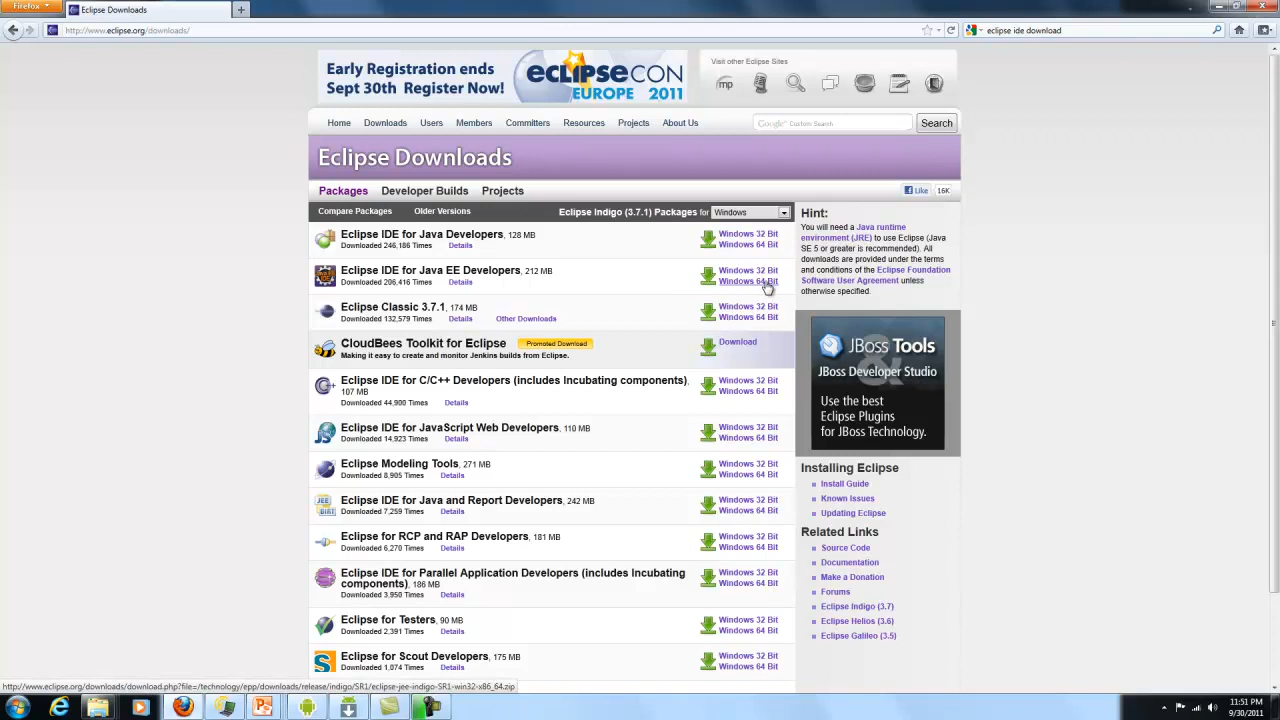 Firefox
Eclipse Downloads
http://www.eclipse.org/downloads/
eclipse ide download
Early Registration ends
Sept 30th Register Now!
eclipsecon
EUROPE 2011
Visit other Eclipse Sites
mp
Home Downloads Users Members Committers Resources Projects About Us
Google™ Custom Search
Search
Eclipse Downloads
Packages Developer Builds Projects
Like 16K
Compare Packages Older Versions Eclipse Indigo (3.7.1) Packages for Windows
Eclipse IDE for Java Developers, 128 MB
Downloaded 246,186 Times Details
Windows 32 Bit
Windows 64 Bit
Eclipse IDE for Java EE Developers, 212 MB
Downloaded 206,416 Times Details
Windows 32 Bit
Windows 64 Bit
Eclipse Classic 3.7.1, 174 MB
Downloaded 132,579 Times Details Other Downloads
Windows 32 Bit
Windows 64 Bit
CloudBees Toolkit for Eclipse Promoted Download
Making it easy to create and monitor Jenkins builds from Eclipse.
Download
Eclipse IDE for C/C++ Developers (includes Incubating components),
107 MB
Downloaded 44,900 Times Details
Windows 32 Bit
Windows 64 Bit
Eclipse IDE for JavaScript Web Developers, 110 MB
Downloaded 14,923 Times Details
Windows 32 Bit
Windows 64 Bit
Eclipse Modeling Tools, 271 MB
Downloaded 8,905 Times Details
Windows 32 Bit
Windows 64 Bit
Eclipse IDE for Java and Report Developers, 242 MB
Downloaded 7,259 Times Details
Windows 32 Bit
Windows 64 Bit
Eclipse for RCP and RAP Developers, 181 MB
Downloaded 6,270 Times Details
Windows 32 Bit
Windows 64 Bit
Eclipse IDE for Parallel Application Developers (includes Incubating
components), 186 MB
Downloaded 3,950 Times Details
Windows 32 Bit
Windows 64 Bit
Eclipse for Testers, 90 MB
Downloaded 2,391 Times Details
Windows 32 Bit
Windows 64 Bit
Eclipse for Scout Developers, 175 MB
Downloaded 1,074 Times Details
Windows 32 Bit
Windows 64 Bit
Hint:
You will need a Java runtime
environment (JRE) to use Eclipse (Java
SE 5 or greater is recommended). All
downloads are provided under the terms
and conditions of the Eclipse Foundation
Software User Agreement unless
otherwise specified.
JBoss Tools
&
JBoss Developer Studio
Use the best
Eclipse Plugins
for JBoss Technology.
Installing Eclipse
Install Guide
Known Issues
Updating Eclipse
Related Links
Source Code
Documentation
Make a Donation
Forums
Eclipse Indigo (3.7)
Eclipse Helios (3.6)
Eclipse Galileo (3.5)
http://www.eclipse.org/downloads/download.php?file=/technology/epp/downloads/release/indigo/SR1/eclipse-jee-indigo-SR1-win32-x86_64.zip
11:51 PM
9/30/2011